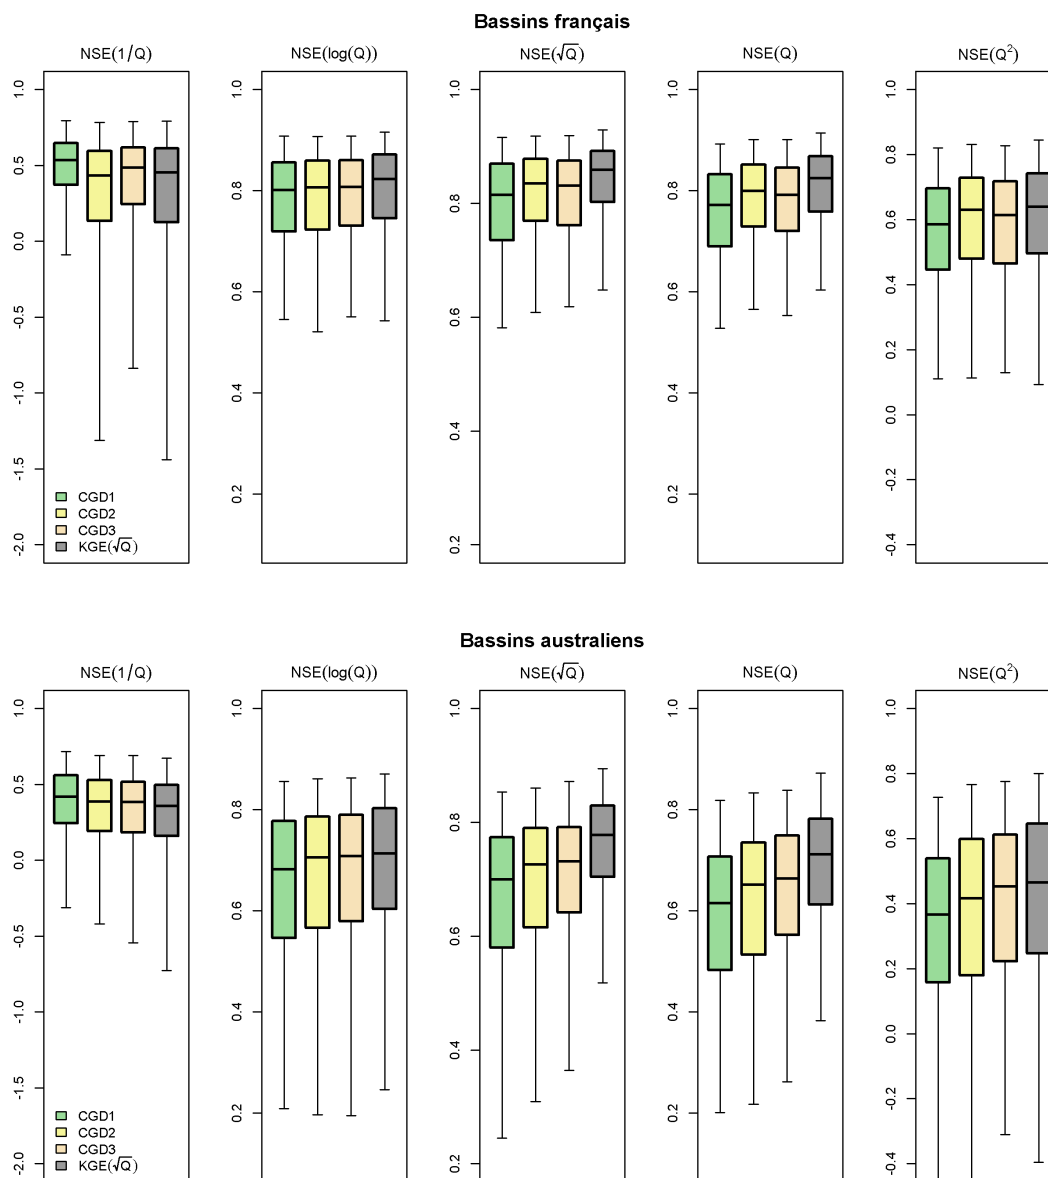 Bassins français
NSE(1/Q) NSE(log(Q)) NSE(√Q) NSE(Q) NSE(Q²)
1.0 0.5 0.0 -0.5 -1.0 -1.5 -2.0
1.0 0.8 0.6 0.4 0.2
1.0 0.8 0.6 0.4 0.2
1.0 0.8 0.6 0.4 0.2
1.0 0.8 0.6 0.4 0.2 0.0 -0.2 -0.4
CGD1
CGD2
CGD3
KGE(√Q)
Bassins australiens
NSE(1/Q) NSE(log(Q)) NSE(√Q) NSE(Q) NSE(Q²)
1.0 0.5 0.0 -0.5 -1.0 -1.5 -2.0
1.0 0.8 0.6 0.4 0.2
1.0 0.8 0.6 0.4 0.2
1.0 0.8 0.6 0.4 0.2
1.0 0.8 0.6 0.4 0.2 0.0 -0.2 -0.4
CGD1
CGD2
CGD3
KGE(√Q)